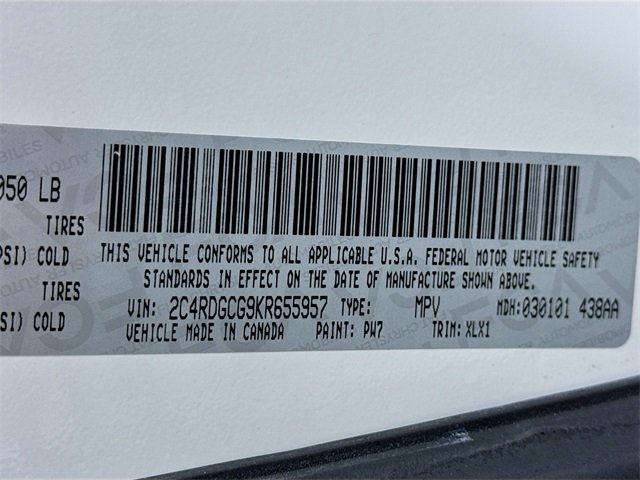 050 LB
TIRES
PSI) COLD
TIRES
SI) COLD
THIS VEHICLE CONFORMS TO ALL APPLICABLE U.S.A. FEDERAL MOTOR VEHICLE SAFETY
STANDARDS IN EFFECT ON THE DATE OF MANUFACTURE SHOWN ABOVE.
VIN: 2C4RDGCG9KR655957 TYPE: MPV MDH:030101 438AA
VEHICLE MADE IN CANADA PAINT: PW7 TRIM: XLX1